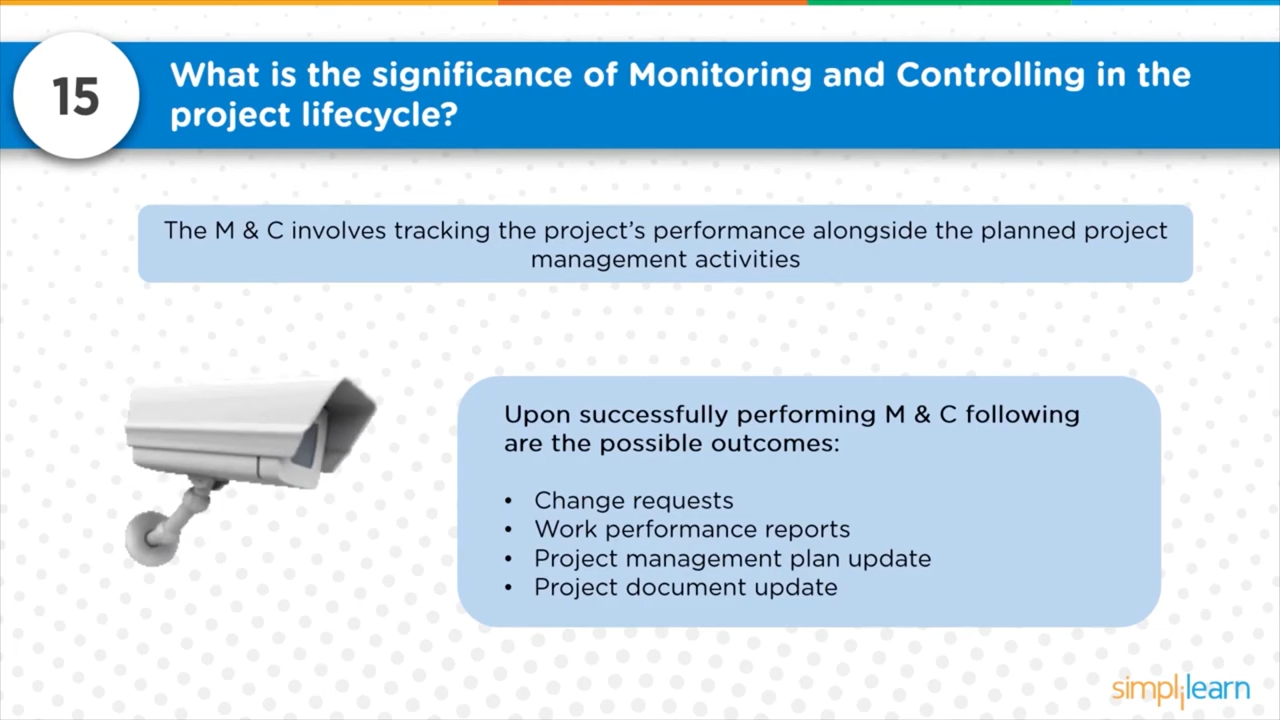 15
What is the significance of Monitoring and Controlling in the
project lifecycle?
The M & C involves tracking the project’s performance alongside the planned project
management activities
Upon successfully performing M & C following
are the possible outcomes:
• Change requests
• Work performance reports
• Project management plan update
• Project document update
simplilearn